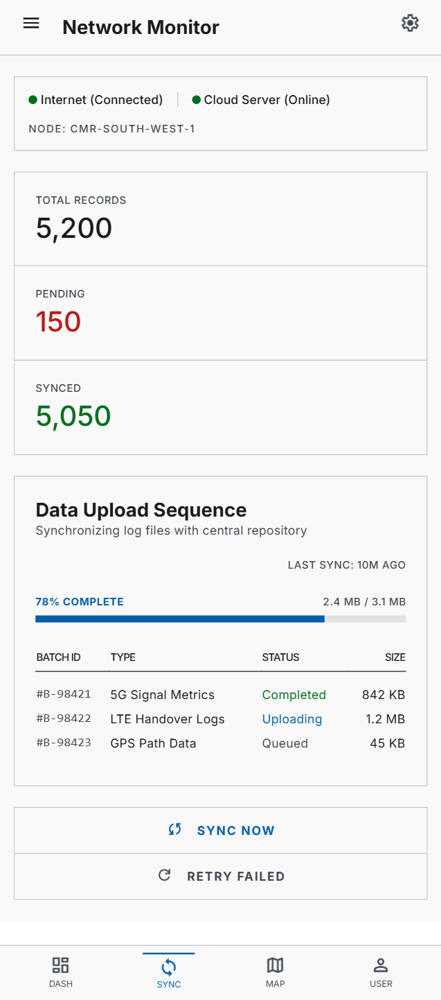 Network Monitor
Internet (Connected) Cloud Server (Online)
NODE: CMR-SOUTH-WEST-1
TOTAL RECORDS
5,200
PENDING
150
SYNCED
5,050
Data Upload Sequence
Synchronizing log files with central repository
LAST SYNC: 10M AGO
78% COMPLETE 2.4 MB / 3.1 MB
BATCH ID TYPE STATUS SIZE
#B-98421 5G Signal Metrics Completed 842 KB
#B-98422 LTE Handover Logs Uploading 1.2 MB
#B-98423 GPS Path Data Queued 45 KB
SYNC NOW
RETRY FAILED
DASH SYNC MAP USER